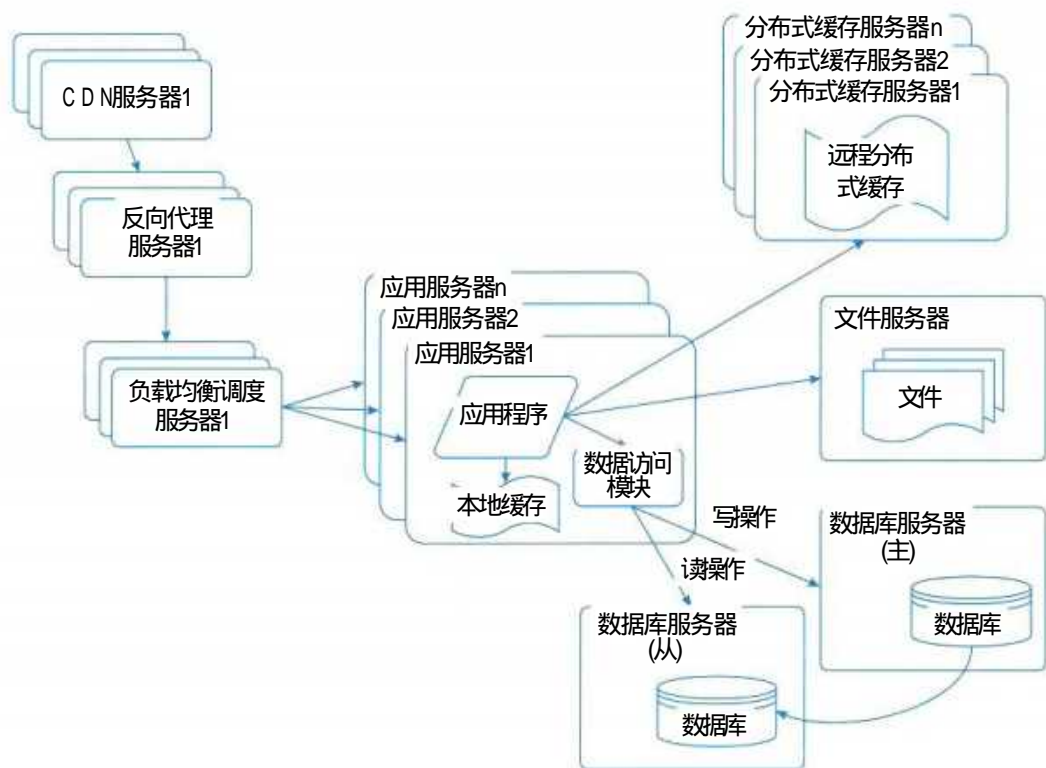 CDN服务器1
反向代理
服务器1
负载均衡调度
服务器1
应用服务器n
应用服务器2
应用服务器1
应用程序
本地缓存
数据访问
模块
分布式缓存服务器n
分布式缓存服务器2
分布式缓存服务器1
远程分布
式缓存
文件服务器
文件
写操作
读操作
数据库服务器
(主)
数据库
数据库服务器
(从)
数据库